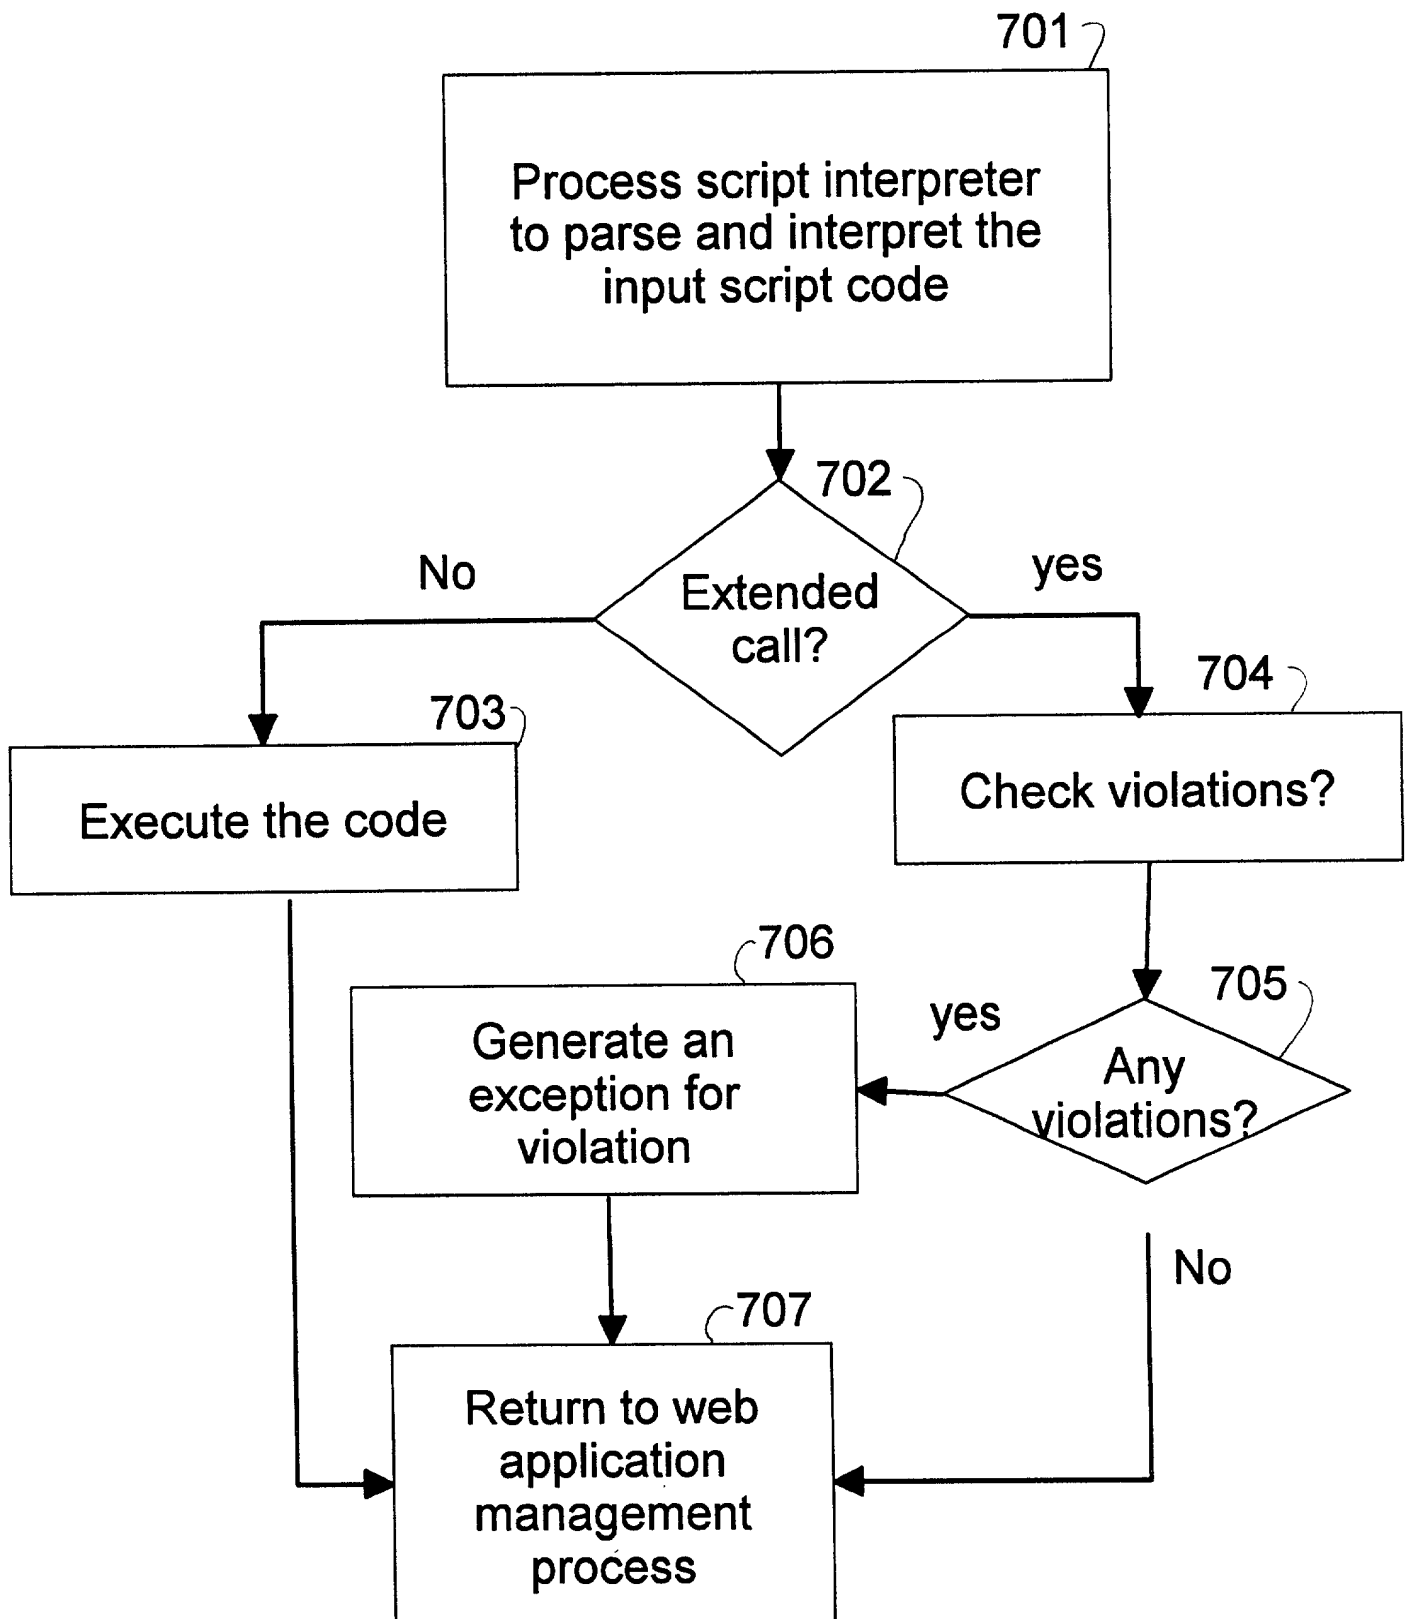 701
Process script interpreter
to parse and interpret the
input script code
702
No
yes
Extended
call?
704
703
Check violations?
Execute the code
706
705
yes
Generate an
exception for
violation
Any
violations?
No
707
Return to web
application
management
process